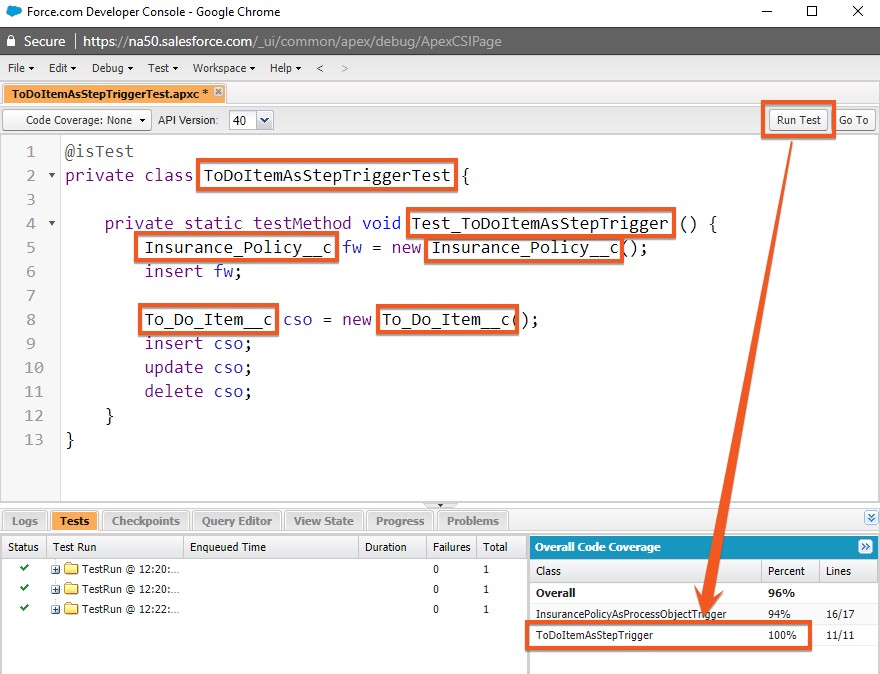 Force.com Developer Console - Google Chrome
Secure https://na50.salesforce.com/_ui/common/apex/debug/ApexCSIPage
File Edit Debug Test Workspace Help < >
ToDoItemAsStepTriggerTest.apxc *
Code Coverage: None API Version: 40 Run Test Go To
1 @isTest
2 private class ToDoItemAsStepTriggerTest {
3
4 private static testMethod void Test_ToDoItemAsStepTrigger () {
5 Insurance_Policy__c fw = new Insurance_Policy__c();
6 insert fw;
7
8 To_Do_Item__c cso = new To_Do_Item__c();
9 insert cso;
10 update cso;
11 delete cso;
12 }
13 }
Logs Tests Checkpoints Query Editor View State Progress Problems
Status Test Run Enqueued Time Duration Failures Total
TestRun @ 12:20:... 0 1
TestRun @ 12:20:... 0 1
TestRun @ 12:22:... 0 1
Overall Code Coverage
Class Percent Lines
Overall 96%
InsurancePolicyAsProcessObjectTrigger 94% 16/17
ToDoItemAsStepTrigger 100% 11/11